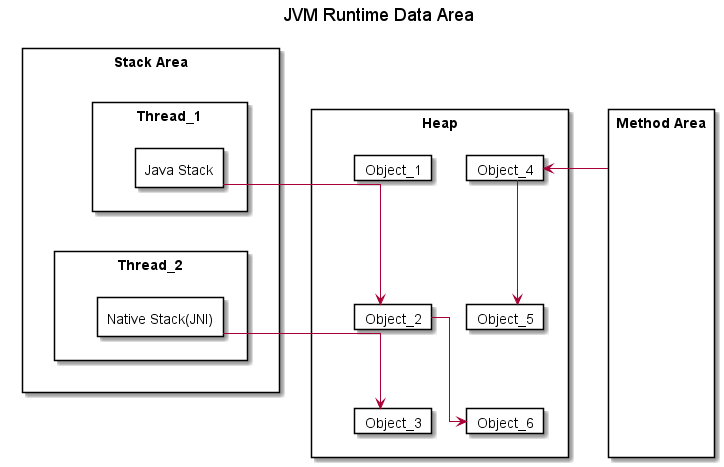 JVM Runtime Data Area
Stack Area
Thread_1
Java Stack
Thread_2
Native Stack(JNI)
Heap
Object_1
Object_4
Object_2
Object_5
Object_3
Object_6
Method Area